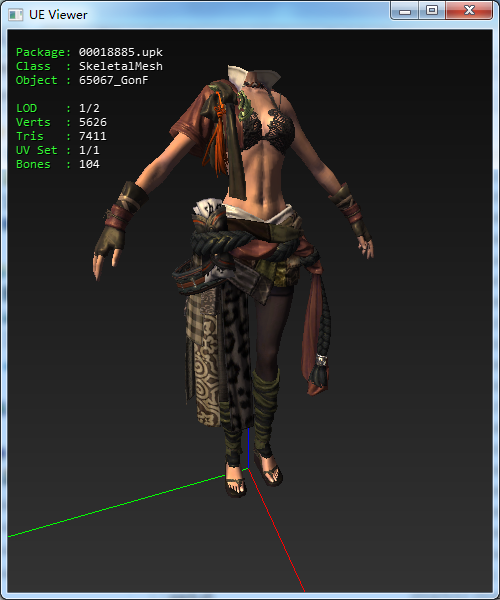 UE Viewer
Package: 00018885.upk
Class : SkeletalMesh
Object : 65067_GonF
LOD : 1/2
Verts : 5626
Tris : 7411
UV Set : 1/1
Bones : 104